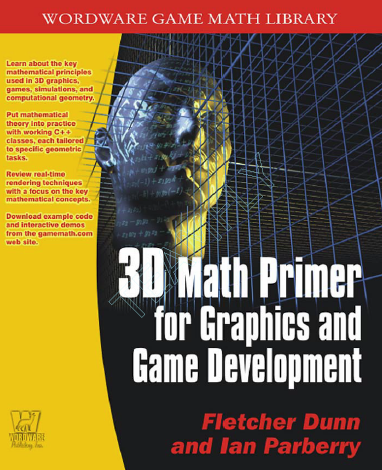 WORDWARE GAME MATH LIBRARY
Learn about the key
mathematical principles
used in 3D graphics,
games, simulations, and
computational geometry.
Put mathematical
theory into practice
with working C++
classes, each tailored
to specific geometric
tasks.
Review real-time
rendering techniques
with a focus on the key
mathematical concepts.
Download example code
and interactive demos
from the gamemath.com
web site.
3D Math Primer
for Graphics and
Game Development
Fletcher Dunn
and Ian Parberry
WORDWARE
Publishing, Inc.